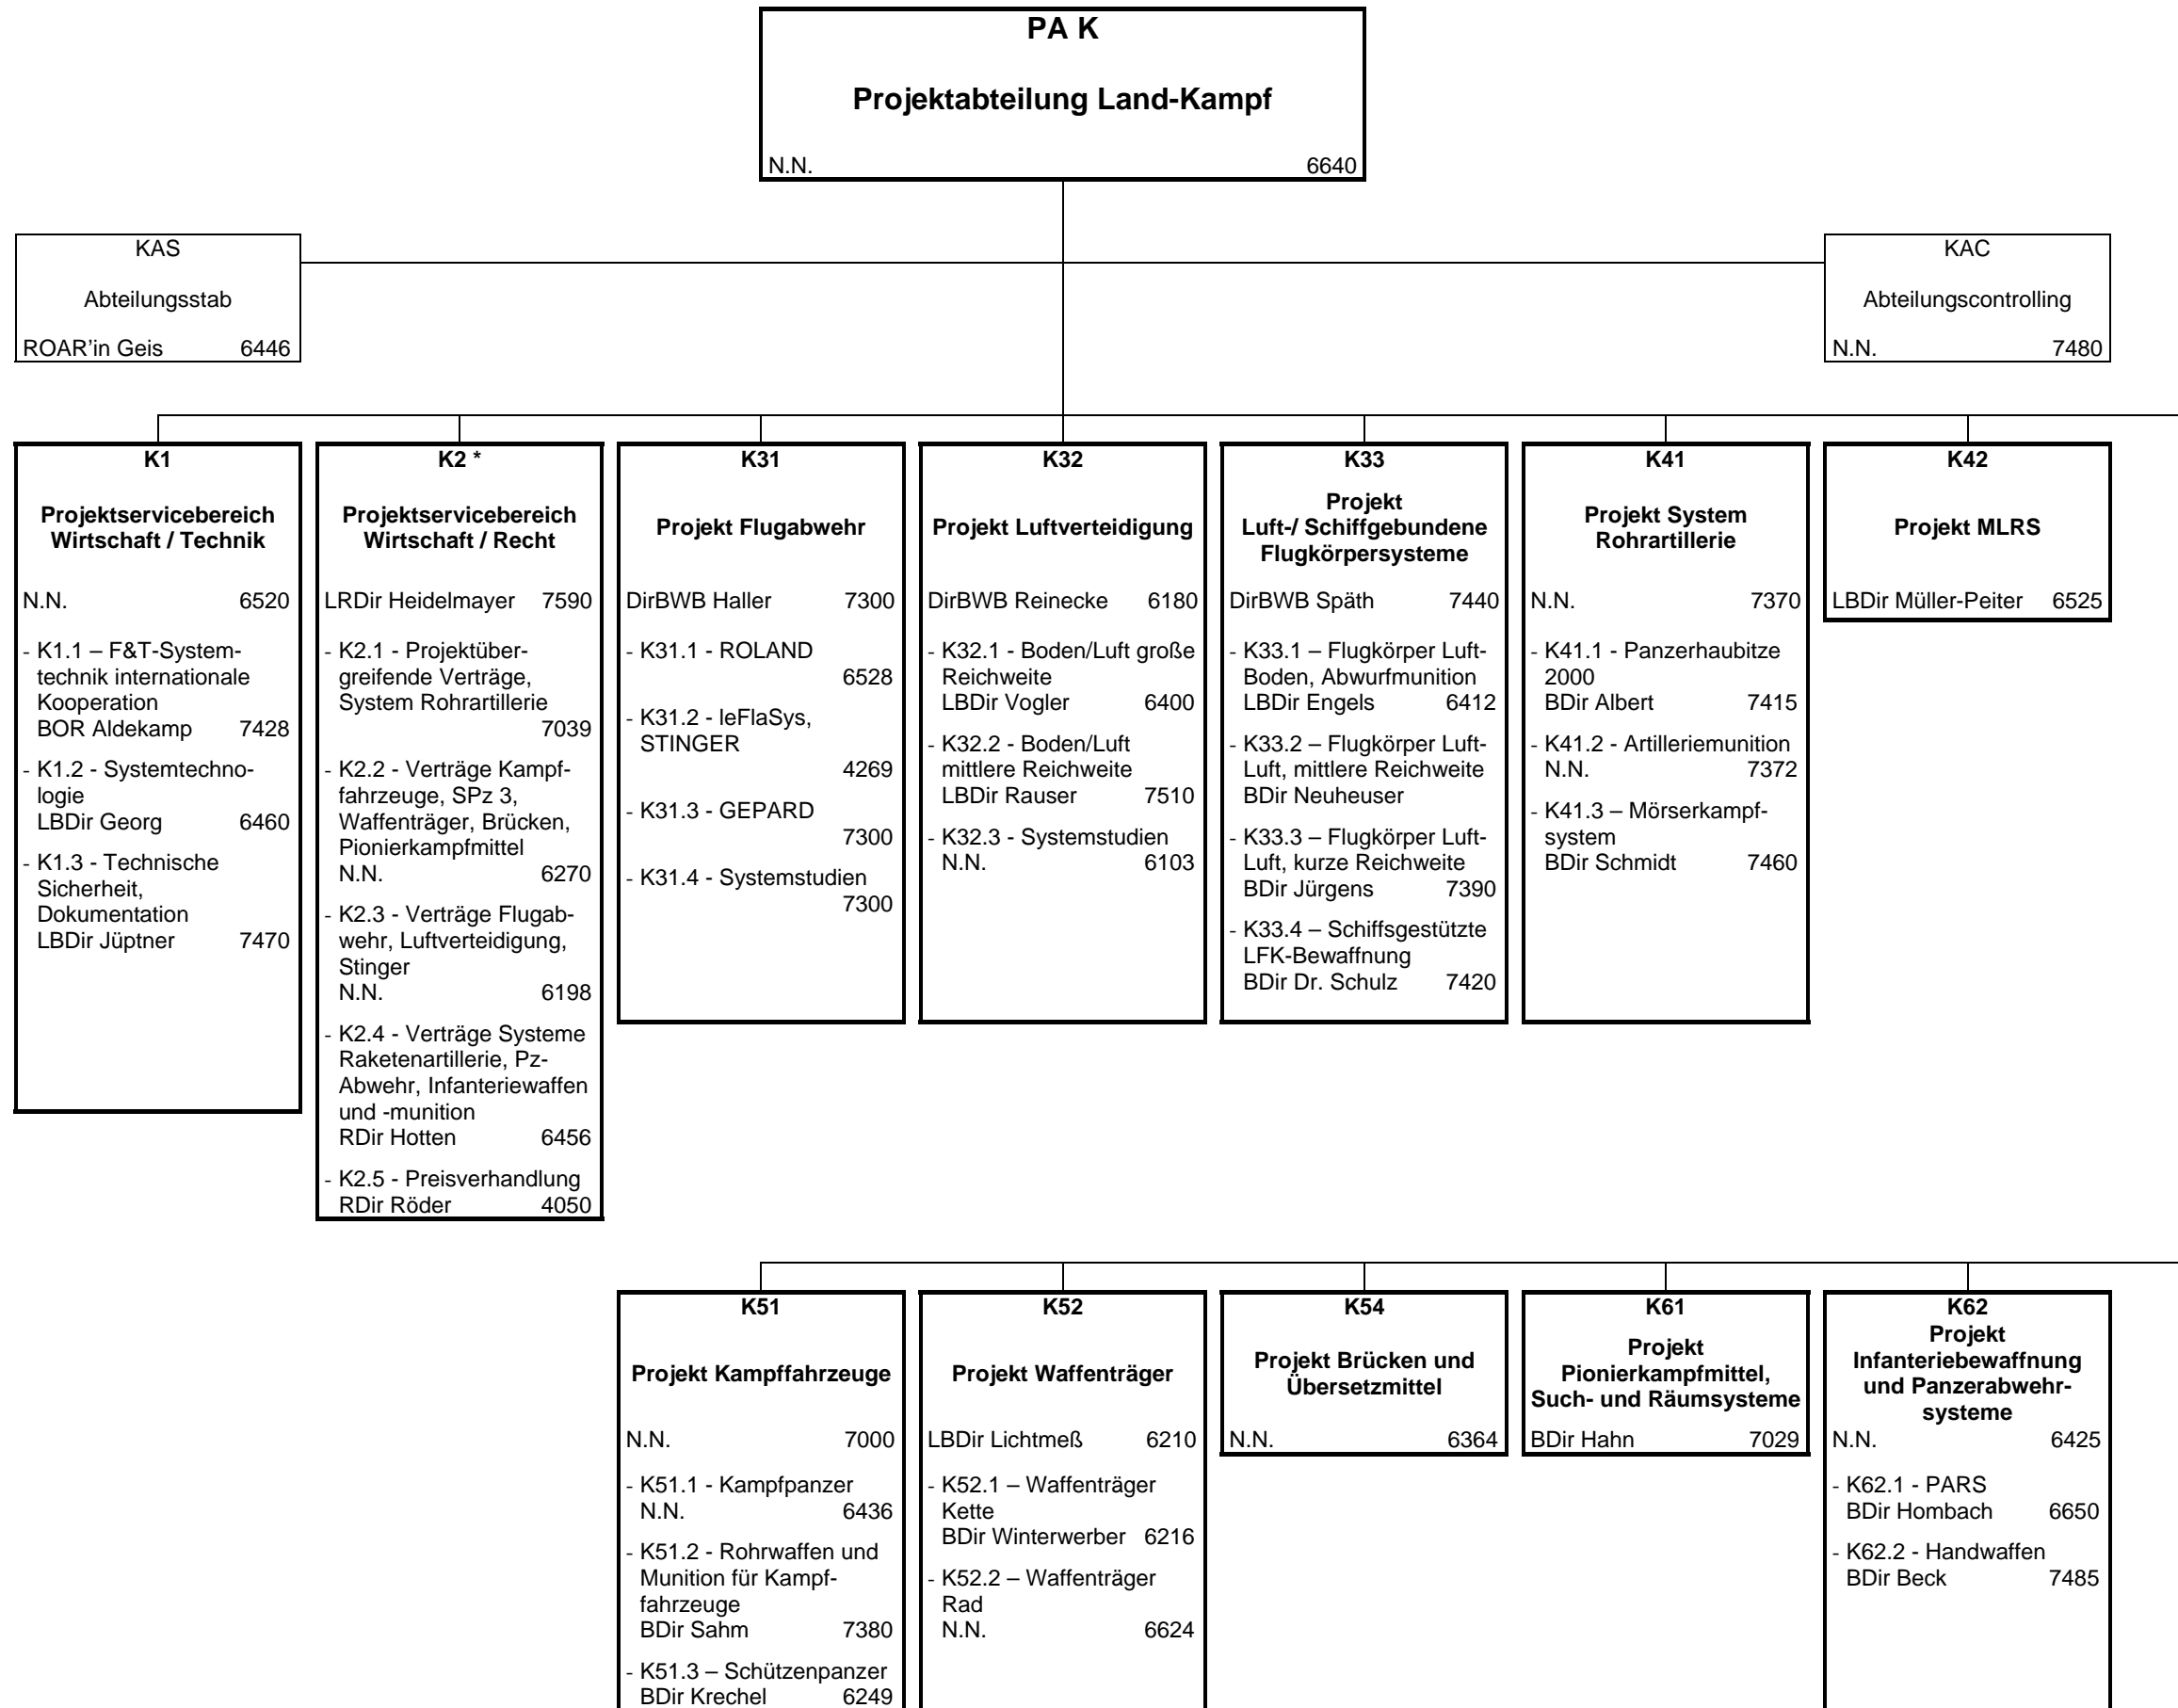 PA K
Projektabteilung Land-Kampf
N.N. 6640
KAS
Abteilungsstab
ROAR'in Geis 6446
KAC
Abteilungscontrolling
N.N. 7480
K1
Projektservicebereich
Wirtschaft / Technik
N.N. 6520
- K1.1 – F&T-System-
technik internationale
Kooperation
BOR Aldekamp 7428
- K1.2 - Systemtechno-
logie
LBDir Georg 6460
- K1.3 - Technische
Sicherheit,
Dokumentation
LBDir Jüptner 7470
K2 *
Projektservicebereich
Wirtschaft / Recht
LRDir Heidelmayer 7590
- K2.1 - Projektüber-
greifende Verträge,
System Rohrartillerie
7039
- K2.2 - Verträge Kampf-
fahrzeuge, SPz 3,
Waffenträger, Brücken,
Pionierkampfmittel
N.N. 6270
- K2.3 - Verträge Flugab-
wehr, Luftverteidigung,
Stinger
N.N. 6198
- K2.4 - Verträge Systeme
Raketenartillerie, Pz-
Abwehr, Infanteriewaffen
und -munition
RDir Hotten 6456
- K2.5 - Preisverhandlung
RDir Röder 4050
K31
Projekt Flugabwehr
DirBWB Haller 7300
- K31.1 - ROLAND
6528
- K31.2 - leFlaSys,
STINGER
4269
- K31.3 - GEPARD
7300
- K31.4 - Systemstudien
7300
K32
Projekt Luftverteidigung
DirBWB Reinecke 6180
- K32.1 - Boden/Luft große
Reichweite
LBDir Vogler 6400
- K32.2 - Boden/Luft
mittlere Reichweite
LBDir Rauser 7510
- K32.3 - Systemstudien
N.N. 6103
K33
Projekt
Luft-/ Schiffgebundene
Flugkörpersysteme
DirBWB Späth 7440
- K33.1 – Flugkörper Luft-
Boden, Abwurfmunition
LBDir Engels 6412
- K33.2 – Flugkörper Luft-
Luft, mittlere Reichweite
BDir Neuheuser
- K33.3 – Flugkörper Luft-
Luft, kurze Reichweite
BDir Jürgens 7390
- K33.4 – Schiffsgestützte
LFK-Bewaffnung
BDir Dr. Schulz 7420
K41
Projekt System
Rohrartillerie
N.N. 7370
- K41.1 - Panzerhaubitze
2000
BDir Albert 7415
- K41.2 - Artilleriemunition
N.N. 7372
- K41.3 – Mörserkampf-
system
BDir Schmidt 7460
K42
Projekt MLRS
LBDir Müller-Peiter 6525
K51
Projekt Kampffahrzeuge
N.N. 7000
- K51.1 - Kampfpanzer
N.N. 6436
- K51.2 - Rohrwaffen und
Munition für Kampf-
fahrzeuge
BDir Sahm 7380
- K51.3 – Schützenpanzer
BDir Krechel 6249
K52
Projekt Waffenträger
LBDir Lichtmeß 6210
- K52.1 – Waffenträger
Kette
BDir Winterwerber 6216
- K52.2 – Waffenträger
Rad
N.N. 6624
K54
Projekt Brücken und
Übersetzmittel
N.N. 6364
K61
Projekt
Pionierkampfmittel,
Such- und Räumsysteme
BDir Hahn 7029
K62
Projekt
Infanteriebewaffnung
und Panzerabwehr-
systeme
N.N. 6425
- K62.1 - PARS
BDir Hombach 6650
- K62.2 - Handwaffen
BDir Beck 7485